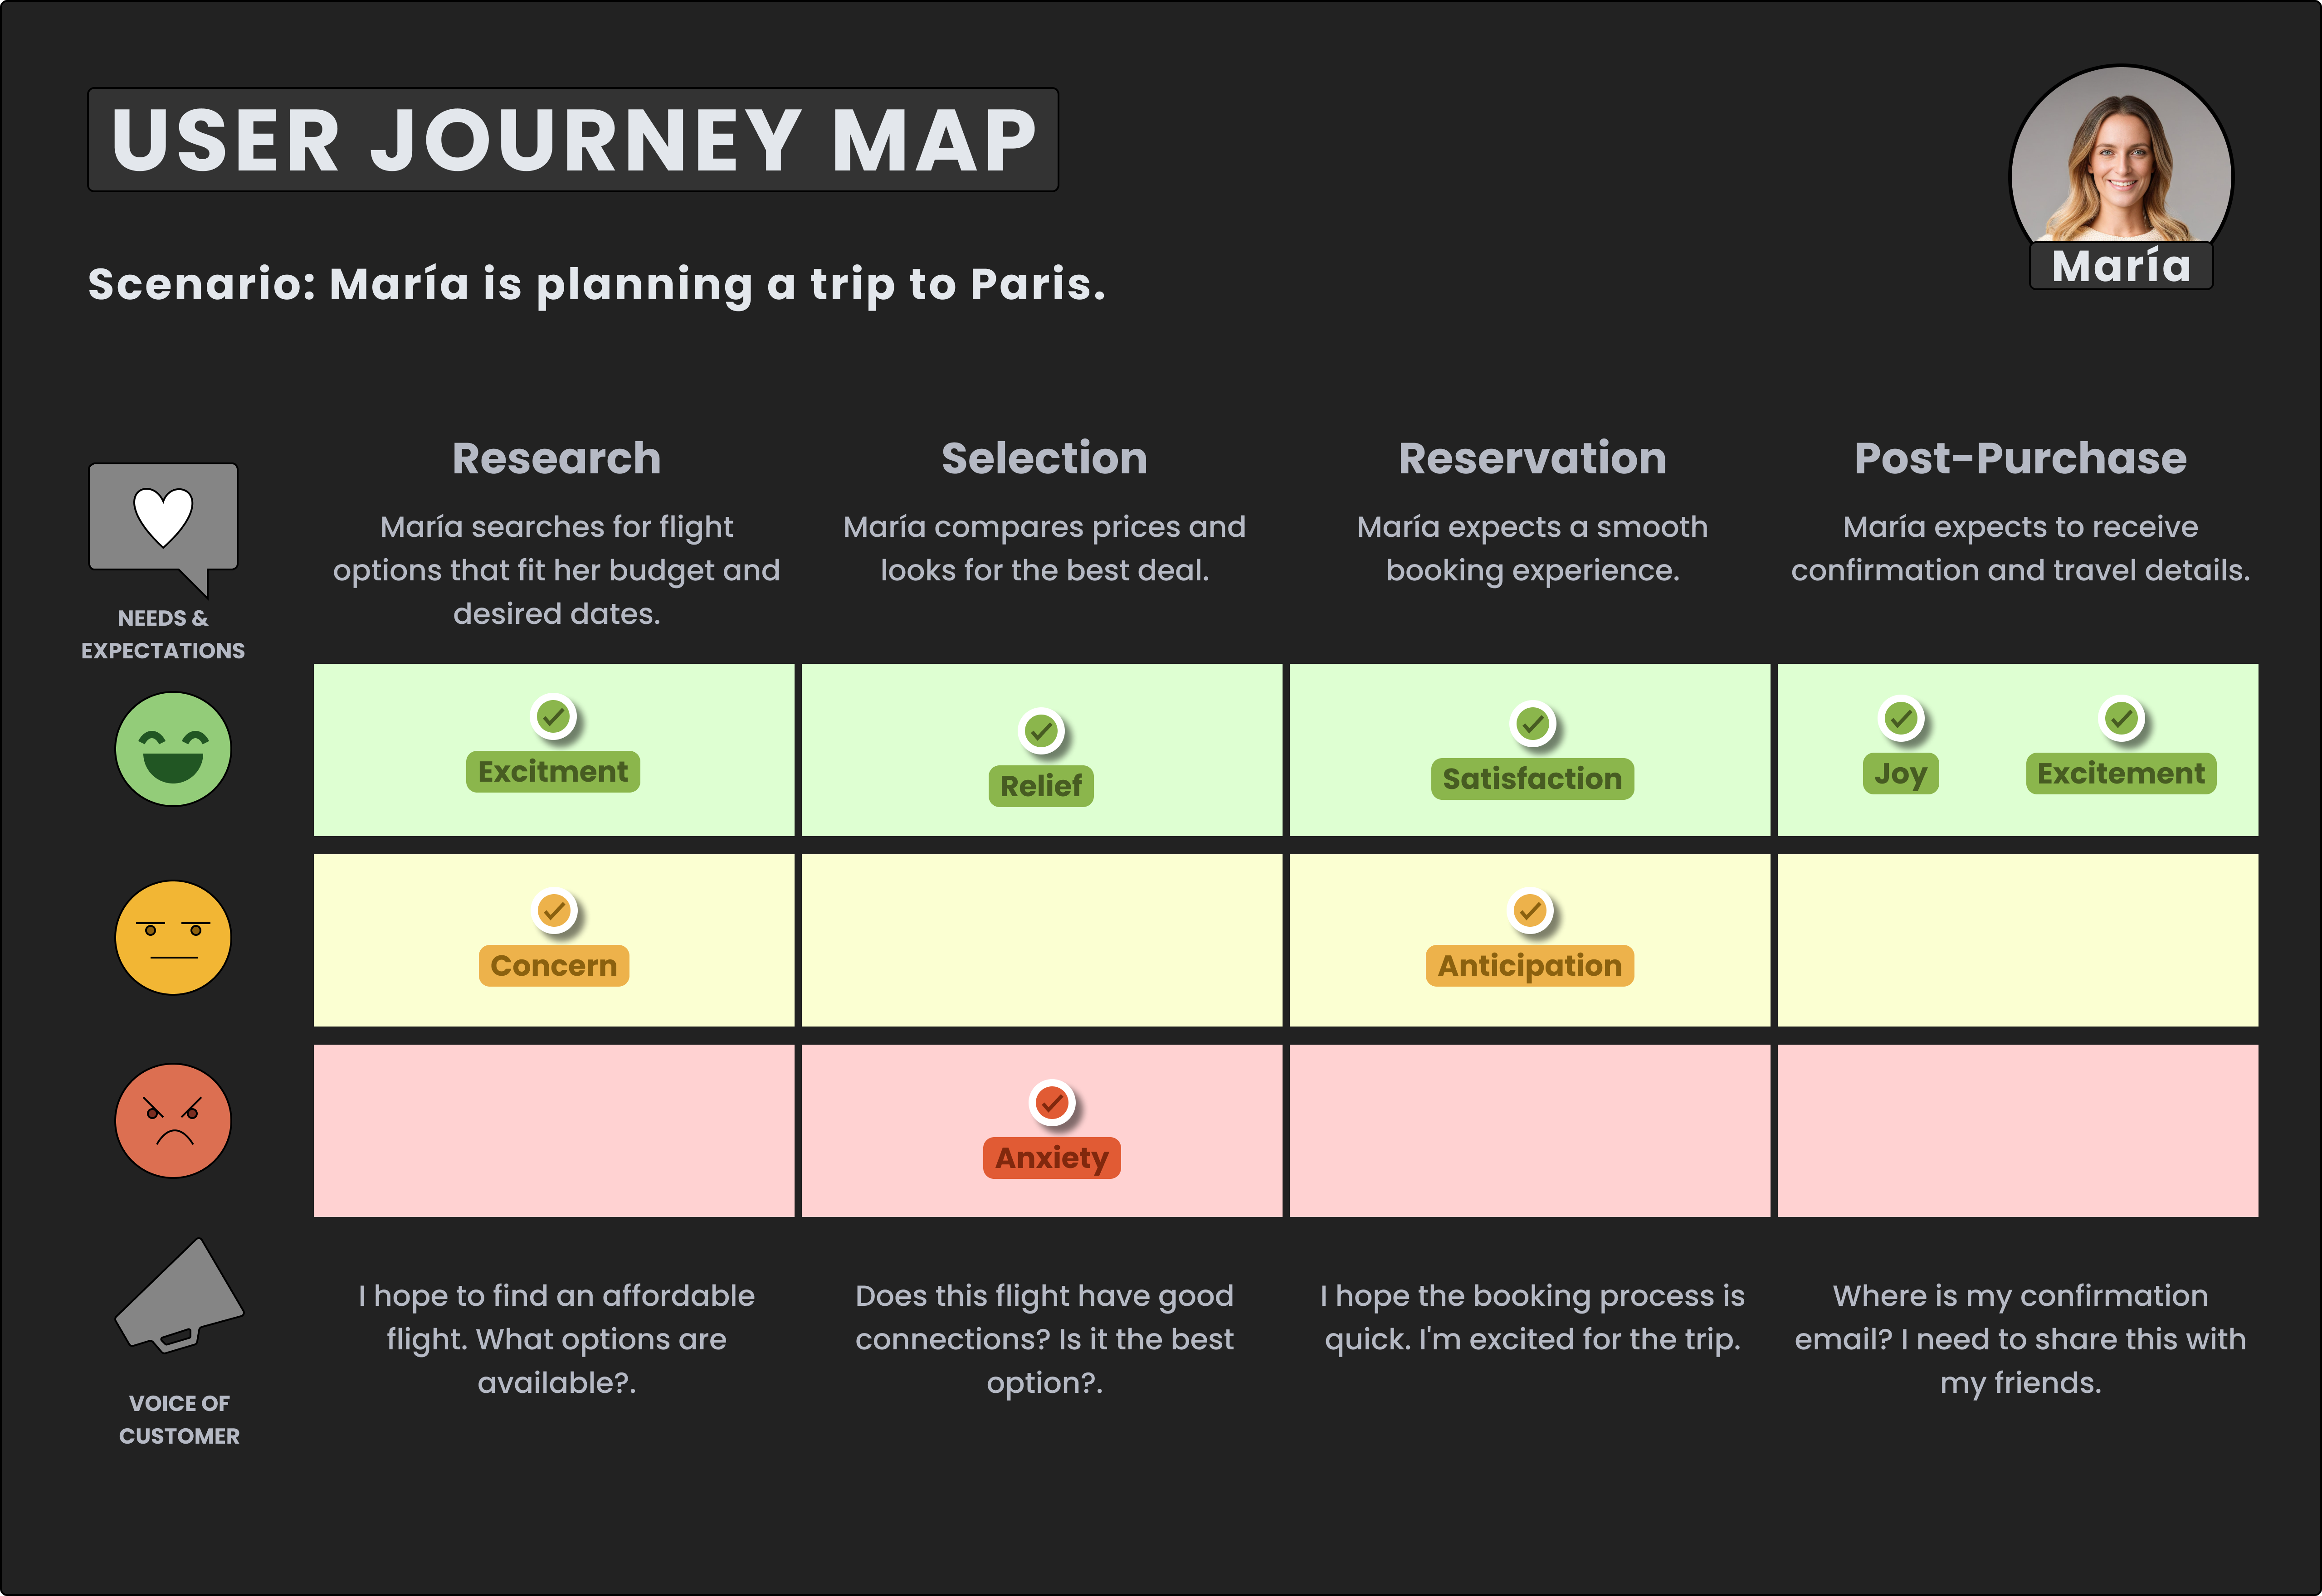 USER JOURNEY MAP
María
Scenario: María is planning a trip to Paris.
NEEDS &
EXPECTATIONS
Research
María searches for flight
options that fit her budget and
desired dates.
Selection
María compares prices and
looks for the best deal.
Reservation
María expects a smooth
booking experience.
Post-Purchase
María expects to receive
confirmation and travel details.
Excitment
Relief
Satisfaction
Joy
Excitement
Concern
Anticipation
Anxiety
VOICE OF
CUSTOMER
I hope to find an affordable
flight. What options are
available?.
Does this flight have good
connections? Is it the best
option?.
I hope the booking process is
quick. I'm excited for the trip.
Where is my confirmation
email? I need to share this with
my friends.